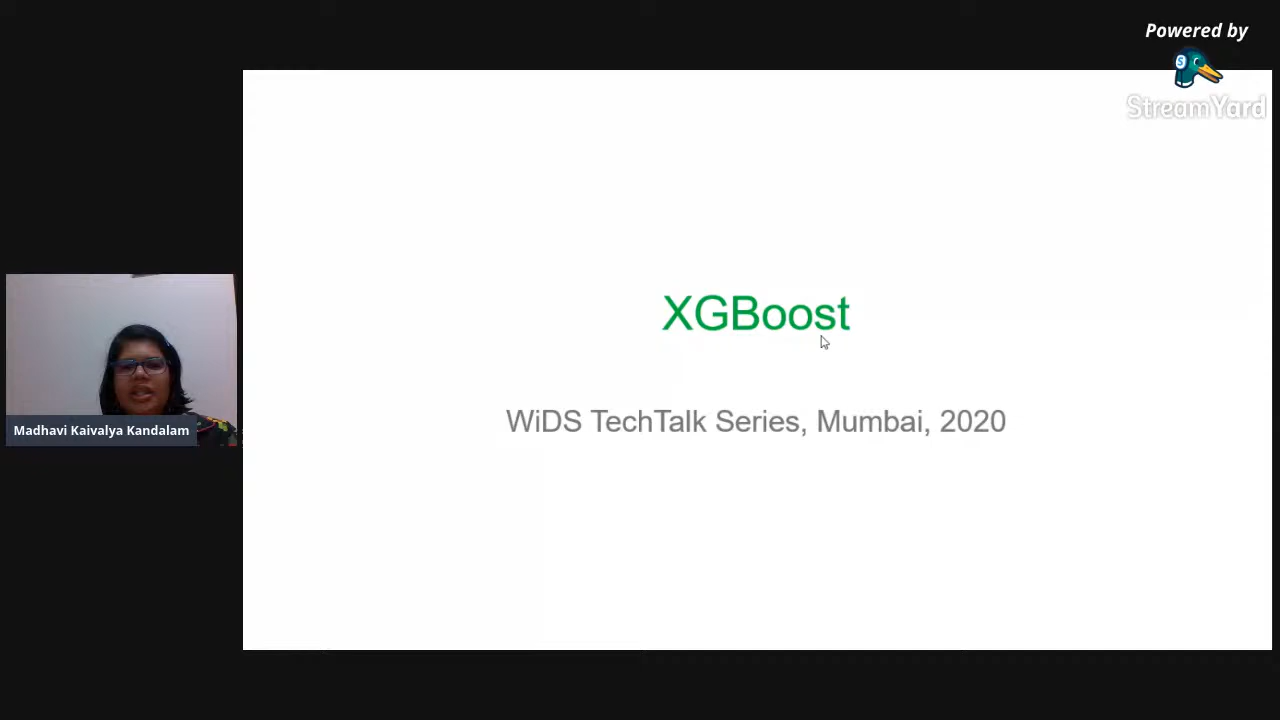 Powered by
StreamYard
XGBoost
WiDS TechTalk Series, Mumbai, 2020
Madhavi Kaivalya Kandalam